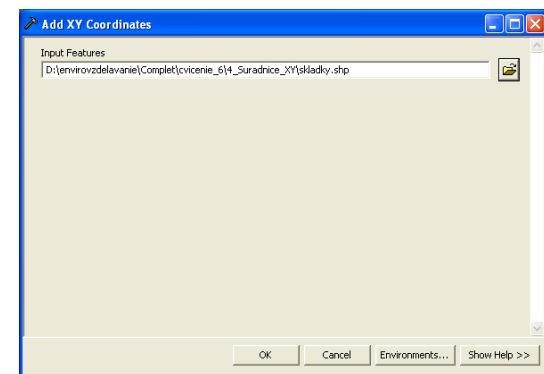 Add XY Coordinates
Input Features
D:\envirovzdelavanie\Complet\cvicenie_6\4_Suradnice_XY\skladky.shp
OK Cancel Environments... Show Help >>